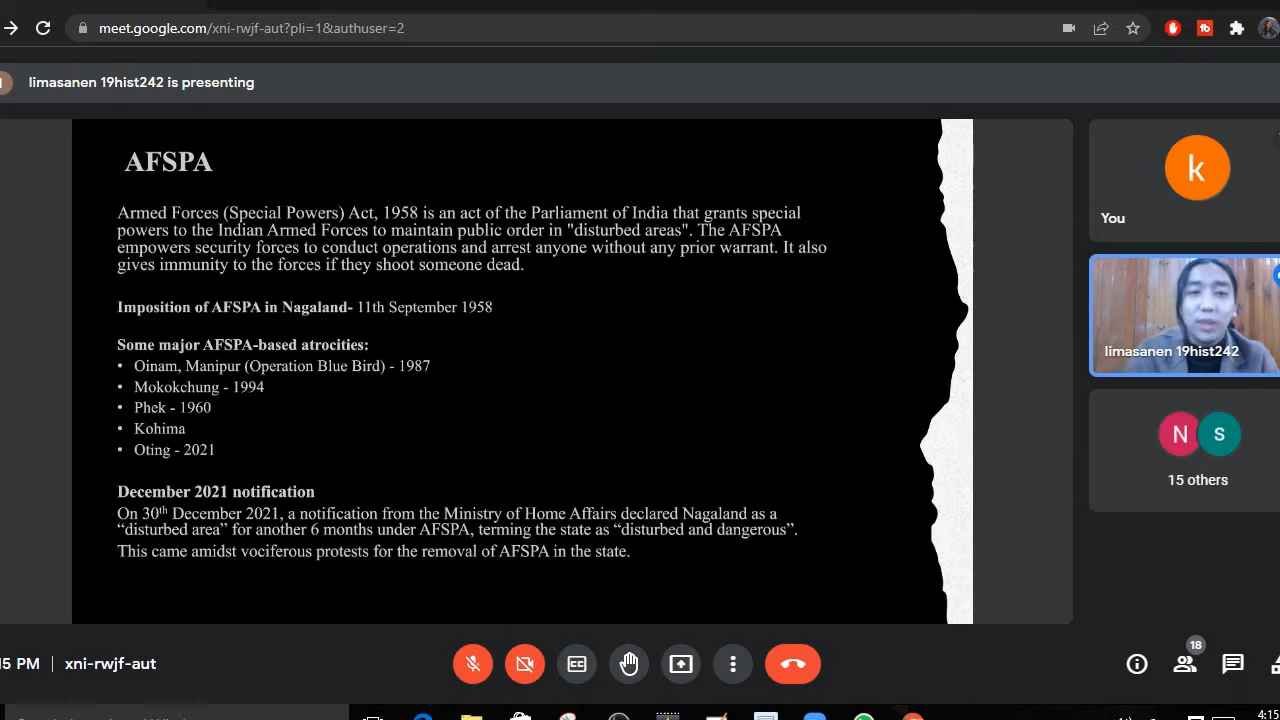 meet.google.com/xni-rwjf-aut?pli=1&authuser=2
limasanen 19hist242 is presenting
AFSPA
Armed Forces (Special Powers) Act, 1958 is an act of the Parliament of India that grants special
powers to the Indian Armed Forces to maintain public order in "disturbed areas". The AFSPA
empowers security forces to conduct operations and arrest anyone without any prior warrant. It also
gives immunity to the forces if they shoot someone dead.
Imposition of AFSPA in Nagaland- 11th September 1958
Some major AFSPA-based atrocities:
• Oinam, Manipur (Operation Blue Bird) - 1987
• Mokokchung - 1994
• Phek - 1960
• Kohima
• Oting - 2021
December 2021 notification
On 30th December 2021, a notification from the Ministry of Home Affairs declared Nagaland as a
“disturbed area” for another 6 months under AFSPA, terming the state as “disturbed and dangerous”.
This came amidst vociferous protests for the removal of AFSPA in the state.
k
You
limasanen 19hist242
N S
15 others
5 PM | xni-rwjf-aut
CC
18
4:15